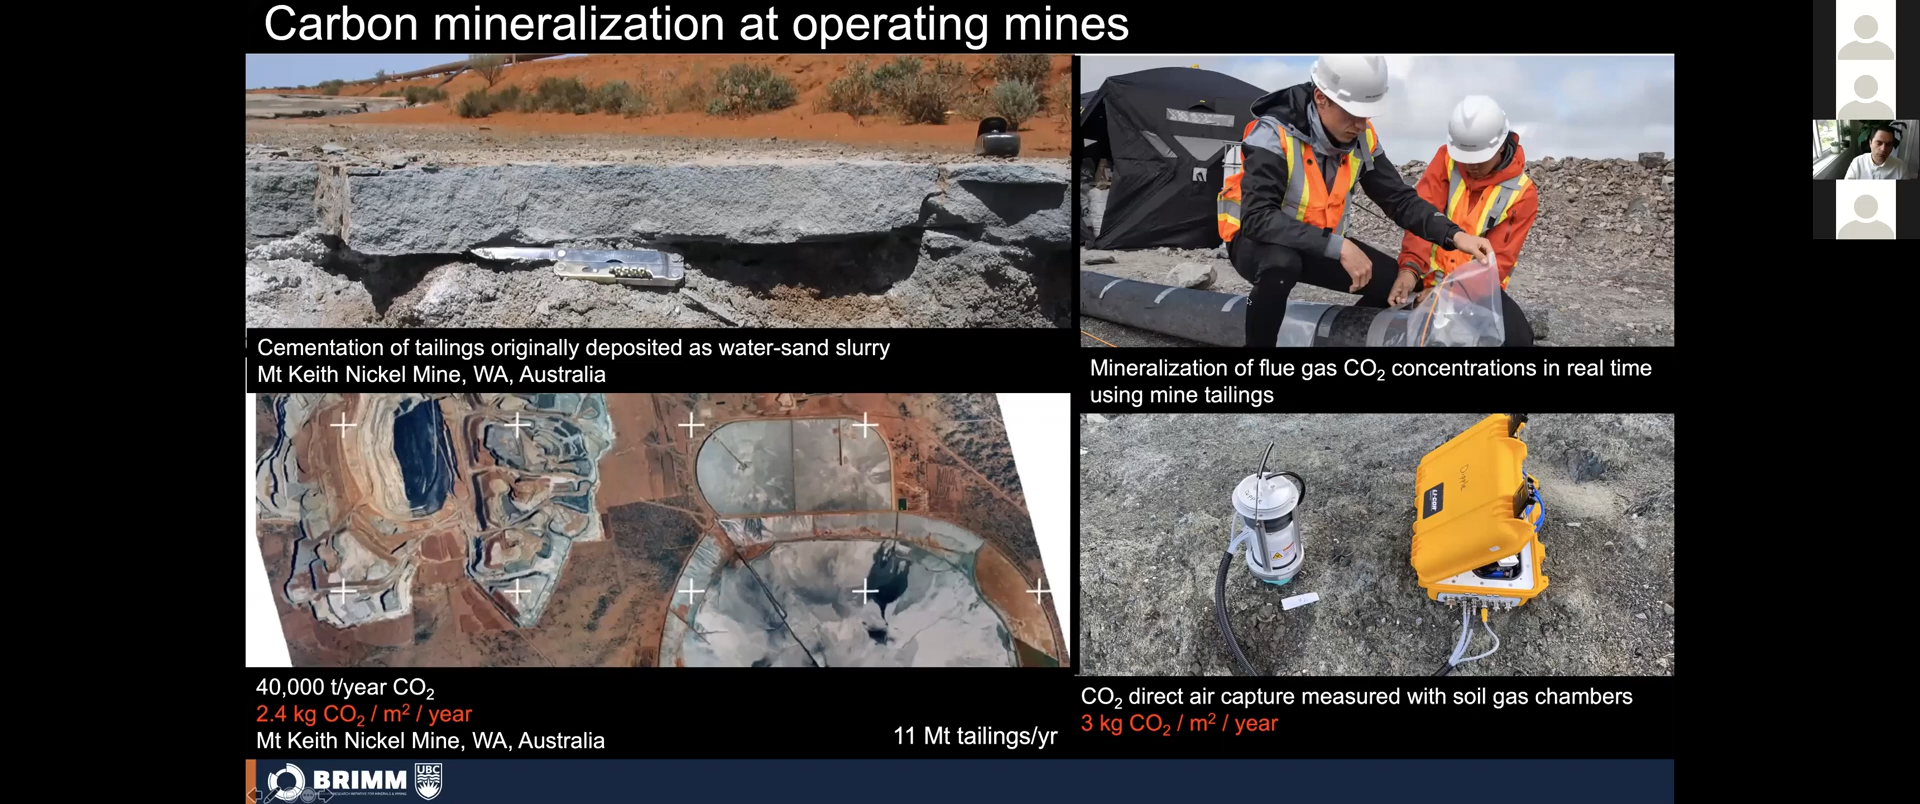 Carbon mineralization at operating mines
Cementation of tailings originally deposited as water-sand slurry
Mt Keith Nickel Mine, WA, Australia
Mineralization of flue gas CO₂ concentrations in real time
using mine tailings
40,000 t/year CO₂
2.4 kg CO₂ / m² / year
Mt Keith Nickel Mine, WA, Australia
11 Mt tailings/yr
LI-COR
CO₂ direct air capture measured with soil gas chambers
3 kg CO₂ / m² / year
BRIMM
UBC